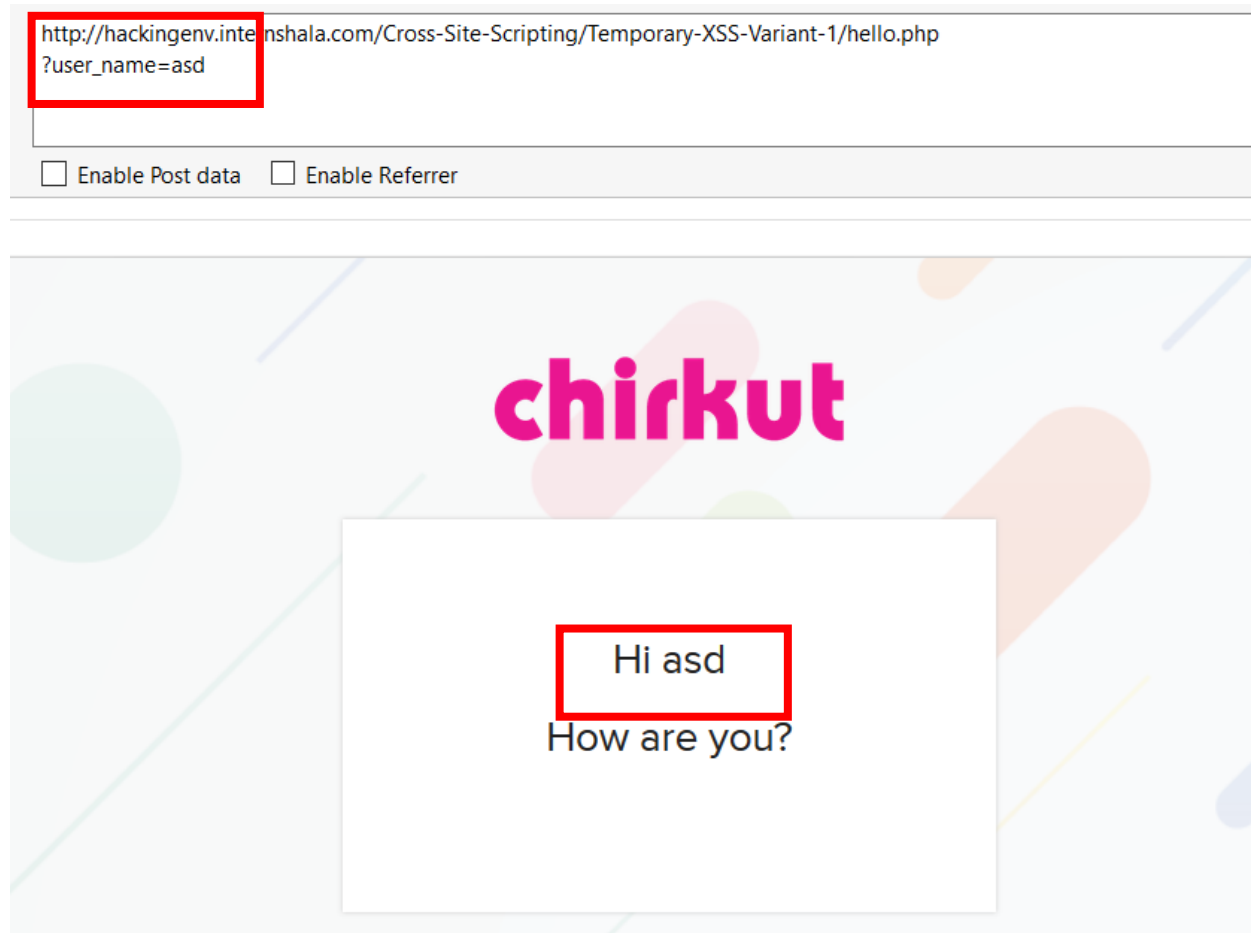 http://hackingenv.internshala.com/Cross-Site-Scripting/Temporary-XSS-Variant-1/hello.php
?user_name=asd
Enable Post data Enable Referrer
chirkut
Hi asd
How are you?